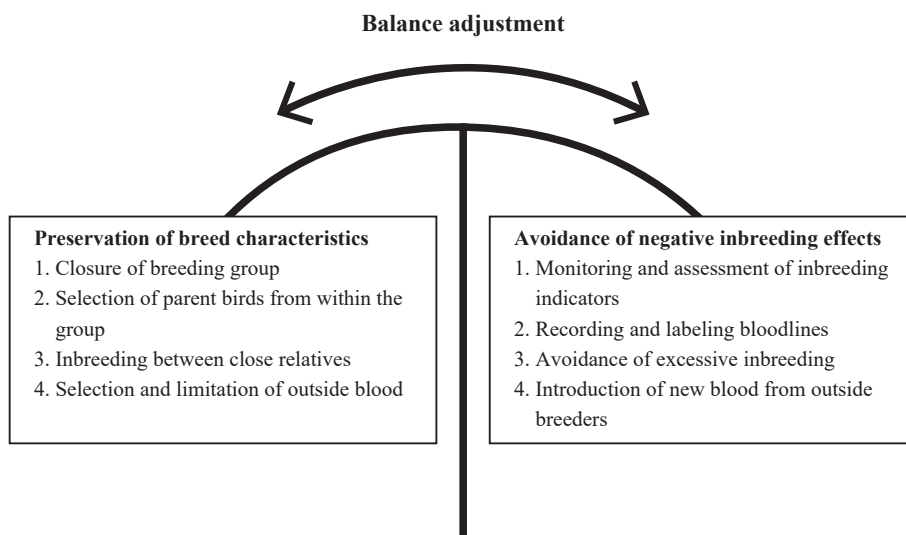 Balance adjustment
Preservation of breed characteristics
1. Closure of breeding group
2. Selection of parent birds from within the
group
3. Inbreeding between close relatives
4. Selection and limitation of outside blood
Avoidance of negative inbreeding effects
1. Monitoring and assessment of inbreeding
indicators
2. Recording and labeling bloodlines
3. Avoidance of excessive inbreeding
4. Introduction of new blood from outside
breeders